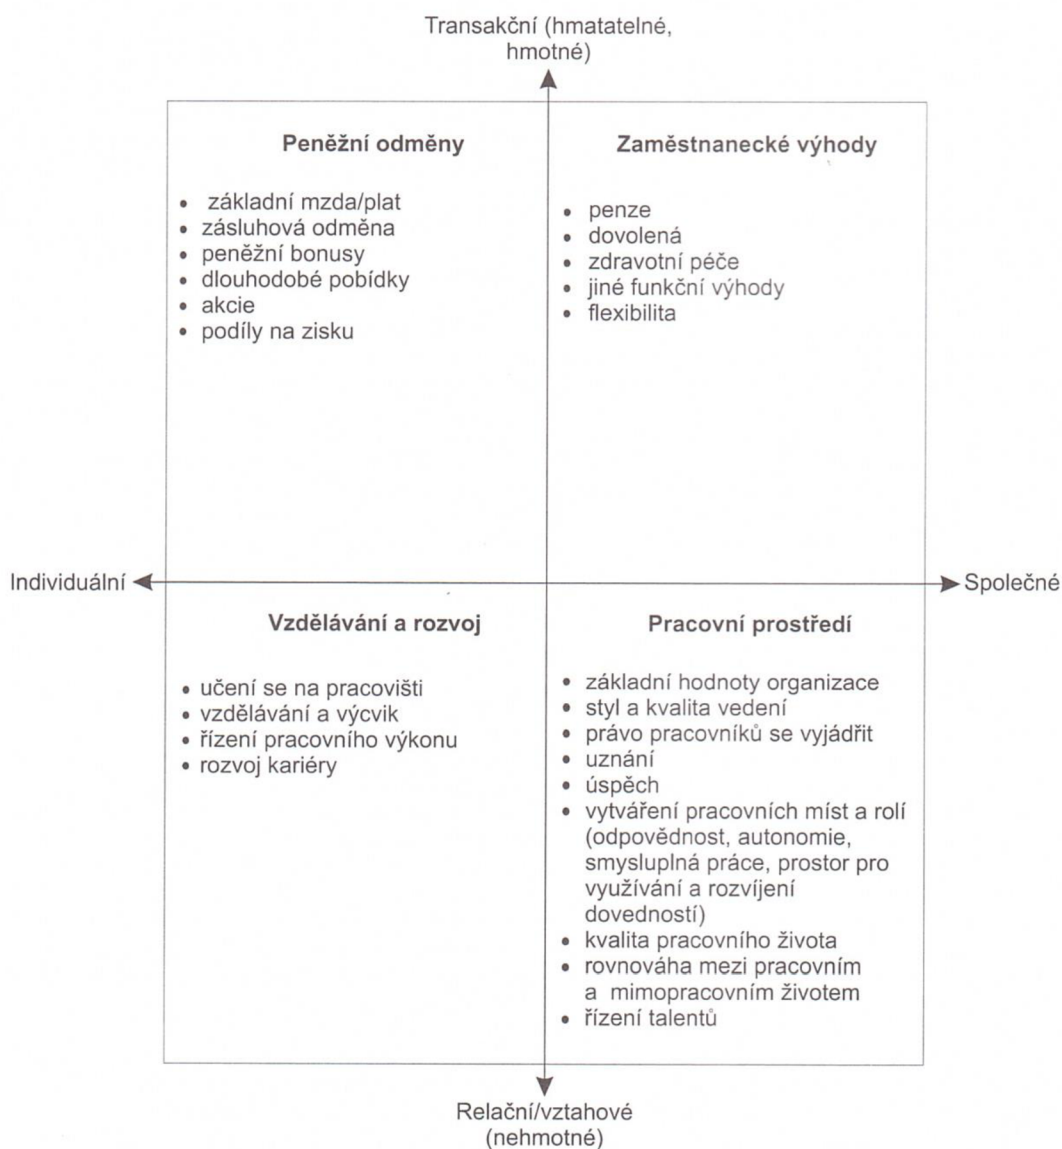 Transakční (hmatatelné,
hmotné)
Peněžní odměny
• základní mzda/plat
• zásluhová odměna
• peněžní bonusy
• dlouhodobé pobídky
• akcie
• podíly na zisku
Zaměstnanecké výhody
• penze
• dovolená
• zdravotní péče
• jiné funkční výhody
• flexibilita
Individuální
Společné
Vzdělávání a rozvoj
• učení se na pracovišti
• vzdělávání a výcvik
• řízení pracovního výkonu
• rozvoj kariéry
Pracovní prostředí
• základní hodnoty organizace
• styl a kvalita vedení
• právo pracovníků se vyjádřit
• uznání
• úspěch
• vytváření pracovních míst a rolí
(odpovědnost, autonomie,
smysluplná práce, prostor pro
využívání a rozvíjení
dovedností)
• kvalita pracovního života
• rovnováha mezi pracovním
a mimopracovním životem
• řízení talentů
Relační/vztahové
(nehmotné)